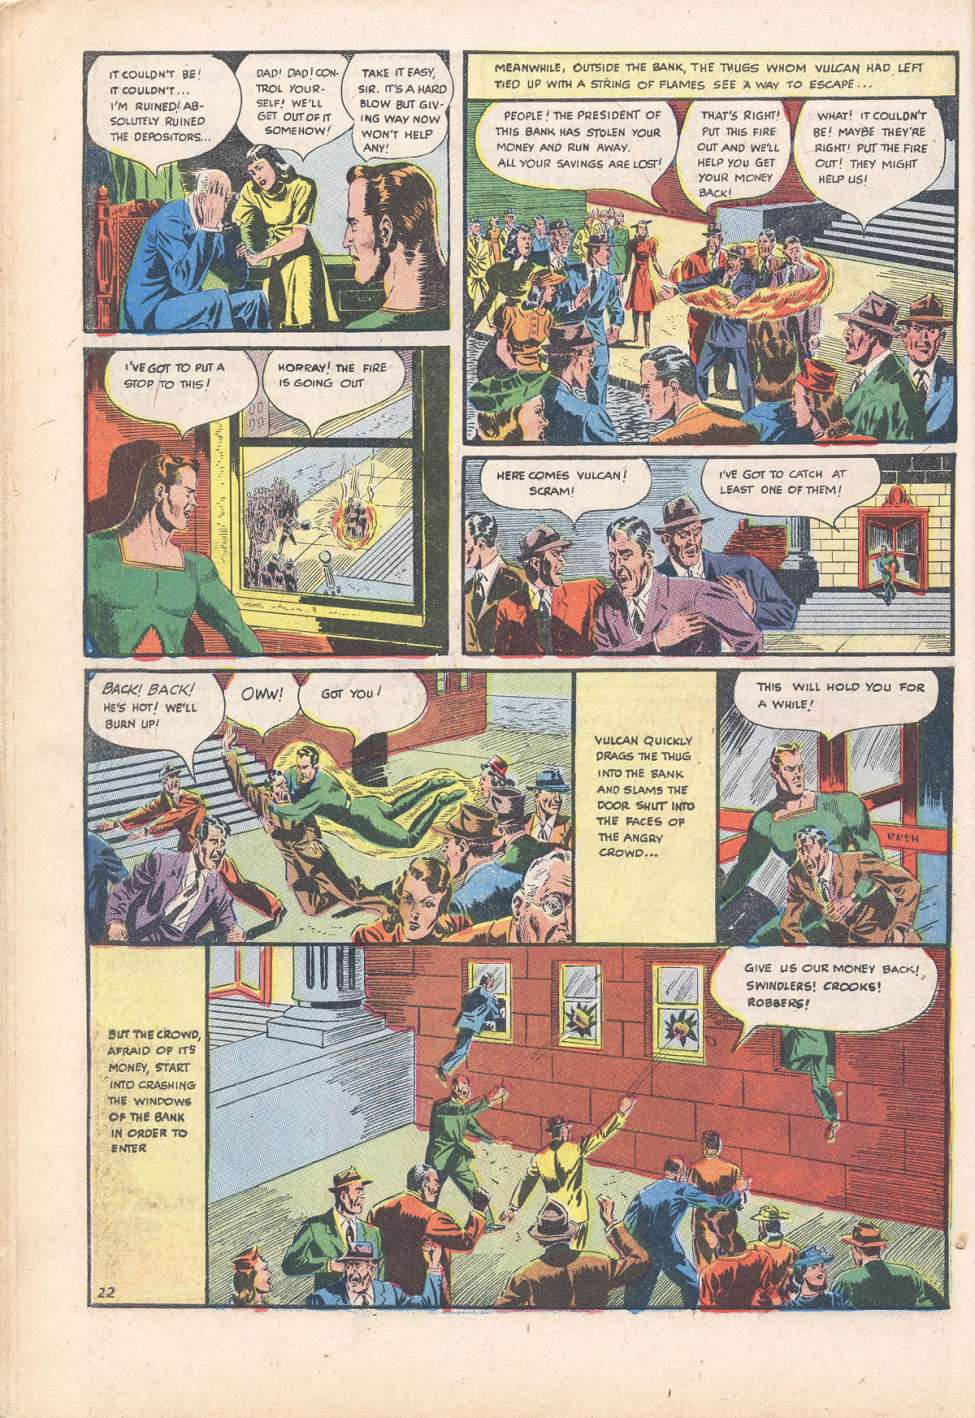 IT COULDN'T BE!
IT COULDN'T...
I'M RUINED! AB-
SOLUTELY RUINED
THE DEPOSITORS...
DAD! DAD! CON-
TROL YOUR-
SELF! WE'LL
GET OUT OF IT
SOMEHOW!
TAKE IT EASY,
SIR. IT'S A HARD
BLOW BUT GIV-
ING WAY NOW
WON'T HELP
ANY!
MEANWHILE, OUTSIDE THE BANK, THE THUGS WHOM VULCAN HAD LEFT
TIED UP WITH A STRING OF FLAMES SEE A WAY TO ESCAPE...
PEOPLE! THE PRESIDENT OF
THIS BANK HAS STOLEN YOUR
MONEY AND RUN AWAY.
ALL YOUR SAVINGS ARE LOST!
THAT'S RIGHT!
PUT THIS FIRE
OUT AND WE'LL
HELP YOU GET
YOUR MONEY
BACK!
WHAT! IT COULDN'T
BE! MAYBE THEY'RE
RIGHT! PUT THE FIRE
OUT! THEY MIGHT
HELP US!
I'VE GOT TO PUT A
STOP TO THIS!
HORRAY! THE FIRE
IS GOING OUT
HERE COMES VULCAN!
SCRAM!
I'VE GOT TO CATCH AT
LEAST ONE OF THEM!
BACK! BACK!
HE'S HOT! WE'LL
BURN UP!
OWW!
GOT YOU!
VULCAN QUICKLY
DRAGS THE THUG
INTO THE BANK
AND SLAMS THE
DOOR SHUT INTO
THE FACES OF
THE ANGRY
CROWD...
THIS WILL HOLD YOU FOR
A WHILE!
PUSH
BUT THE CROWD,
AFRAID OF ITS
MONEY, START
INTO CRASHING
THE WINDOWS
OF THE BANK
IN ORDER TO
ENTER
GIVE US OUR MONEY BACK!
SWINDLERS! CROOKS!
ROBBERS!
22